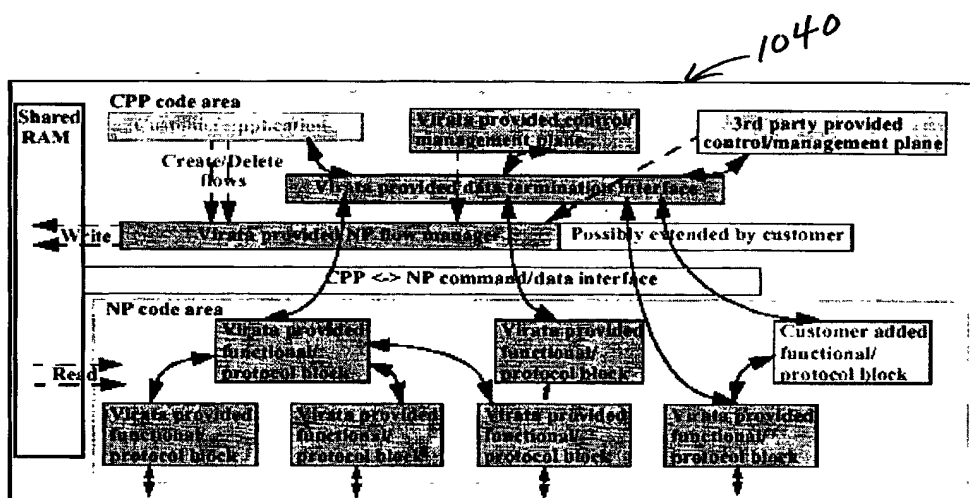 1040
Shared
RAM
CPP code area
Customer application
Virata provided control/
management plane
3rd party provided
control/management plane
Create/Delete
flows
Virata provided data termination interface
Write
Virata provided NP flow manager
Possibly extended by customer
CPP <-> NP command/data interface
NP code area
Virata provided
functional/
protocol block
Virata provided
functional/
protocol block
Customer added
functional/
protocol block
Read
Virata provided
functional/
protocol block
Virata provided
functional/
protocol block
Virata provided
functional/
protocol block
Virata provided
functional/
protocol block